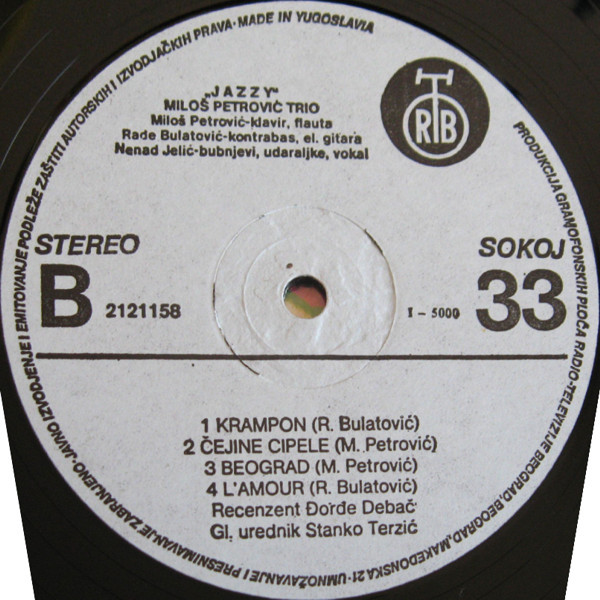 JAVNO IZVODJENJE I EMITOVANJE PODLEŽE ZAŠTITI AUTORSKIH I IZVODJAČKIH PRAVA · MADE IN YUGOSLAVIA
PRODUKCIJA GRAMOFONSKIH PLOČA RADIO-TELEVIZIJE BEOGRAD, BEOGRAD, MAKEDONSKA 21 · UMNOŽAVANJE I PRESNIMAVANJE ZABRANJENO ·
„JAZZY“
MILOŠ PETROVIĆ TRIO
Miloš Petrović-klavir, flauta
Rade Bulatović-kontrabas, el. gitara
Nenad Jelić-bubnjevi, udaraljke, vokal
RTB
STEREO
SOKOJ
B 2121158
I - 5000 33
1 KRAMPON (R. Bulatović)
2 ČEJINE CIPELE (M. Petrović)
3 BEOGRAD (M. Petrović)
4 L'AMOUR (R. Bulatović)
Recenzent Đorđe Debač
Gl. urednik Stanko Terzić